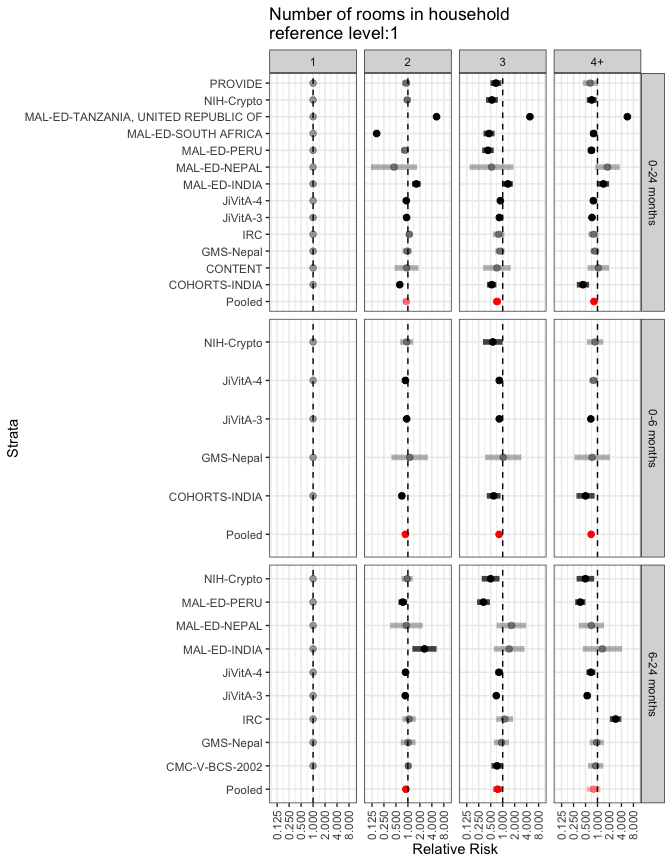 Number of rooms in household
reference level:1
1
2
3
4+
PROVIDE
NIH-Crypto
MAL-ED-TANZANIA, UNITED REPUBLIC OF
MAL-ED-SOUTH AFRICA
MAL-ED-PERU
MAL-ED-NEPAL
MAL-ED-INDIA
JiVitA-4
JiVitA-3
IRC
GMS-Nepal
CONTENT
COHORTS-INDIA
Pooled
0-24 months
NIH-Crypto
JiVitA-4
JiVitA-3
GMS-Nepal
COHORTS-INDIA
Pooled
0-6 months
NIH-Crypto
MAL-ED-PERU
MAL-ED-NEPAL
MAL-ED-INDIA
JiVitA-4
JiVitA-3
IRC
GMS-Nepal
CMC-V-BCS-2002
Pooled
6-24 months
Strata
0.125
0.250
0.500
1.000
2.000
4.000
8.000
0.125
0.250
0.500
1.000
2.000
4.000
8.000
0.125
0.250
0.500
1.000
2.000
4.000
8.000
0.125
0.250
0.500
1.000
2.000
4.000
8.000
Relative Risk